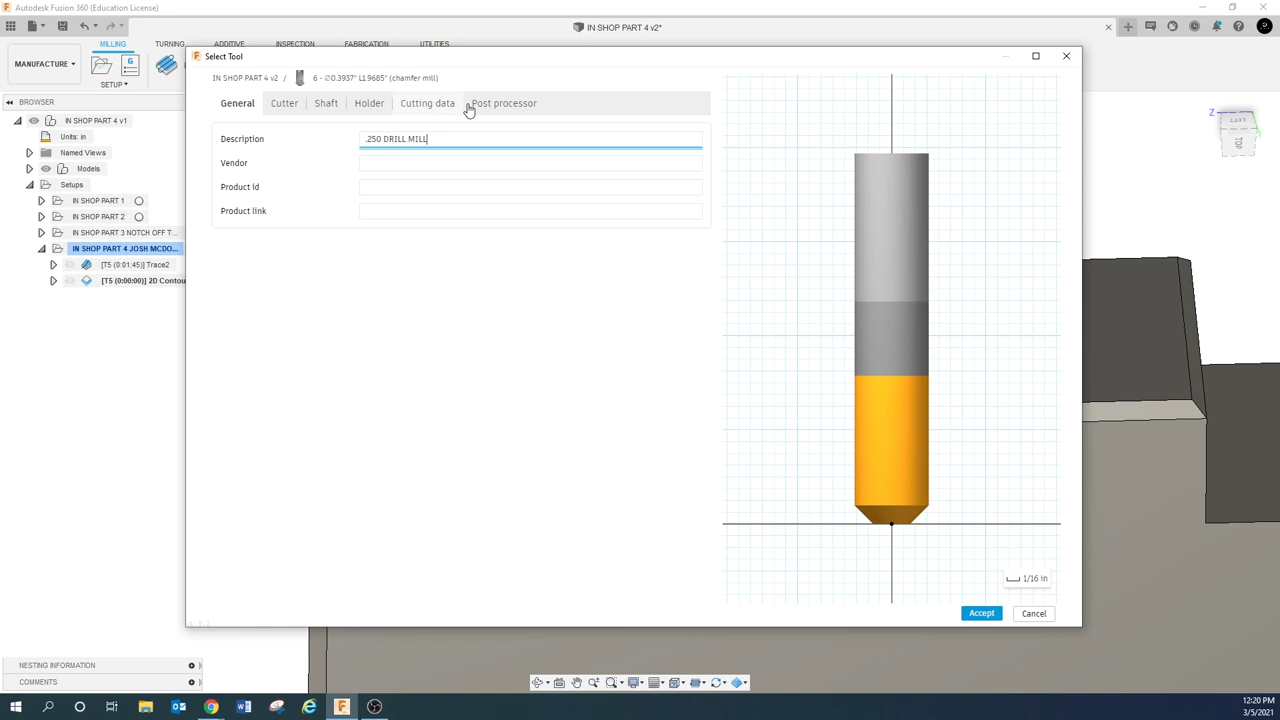 Autodesk Fusion 360 (Education License)
IN SHOP PART 4 v2*
MILLING TURNING ADDITIVE INSPECTION FABRICATION UTILITIES
MANUFACTURE
G
SETUP
Select Tool
BROWSER
IN SHOP PART 4 v2 / 6 - Ø0.3937" L1.9685" (chamfer mill)
General Cutter Shaft Holder Cutting data Post processor
IN SHOP PART 4 v1
Units: in
Named Views
Models
Setups
IN SHOP PART 1
IN SHOP PART 2
IN SHOP PART 3 NOTCH OFF T
IN SHOP PART 4 JOSH MCDO...
[T5 (0:01:45)] Trace2
[T5 (0:00:00)] 2D Contou
Description .250 DRILL MILL
Vendor
Product id
Product link
Z
LEFT
TOP
1/16 in
Accept Cancel
NESTING INFORMATION
COMMENTS
12:20 PM
3/5/2021